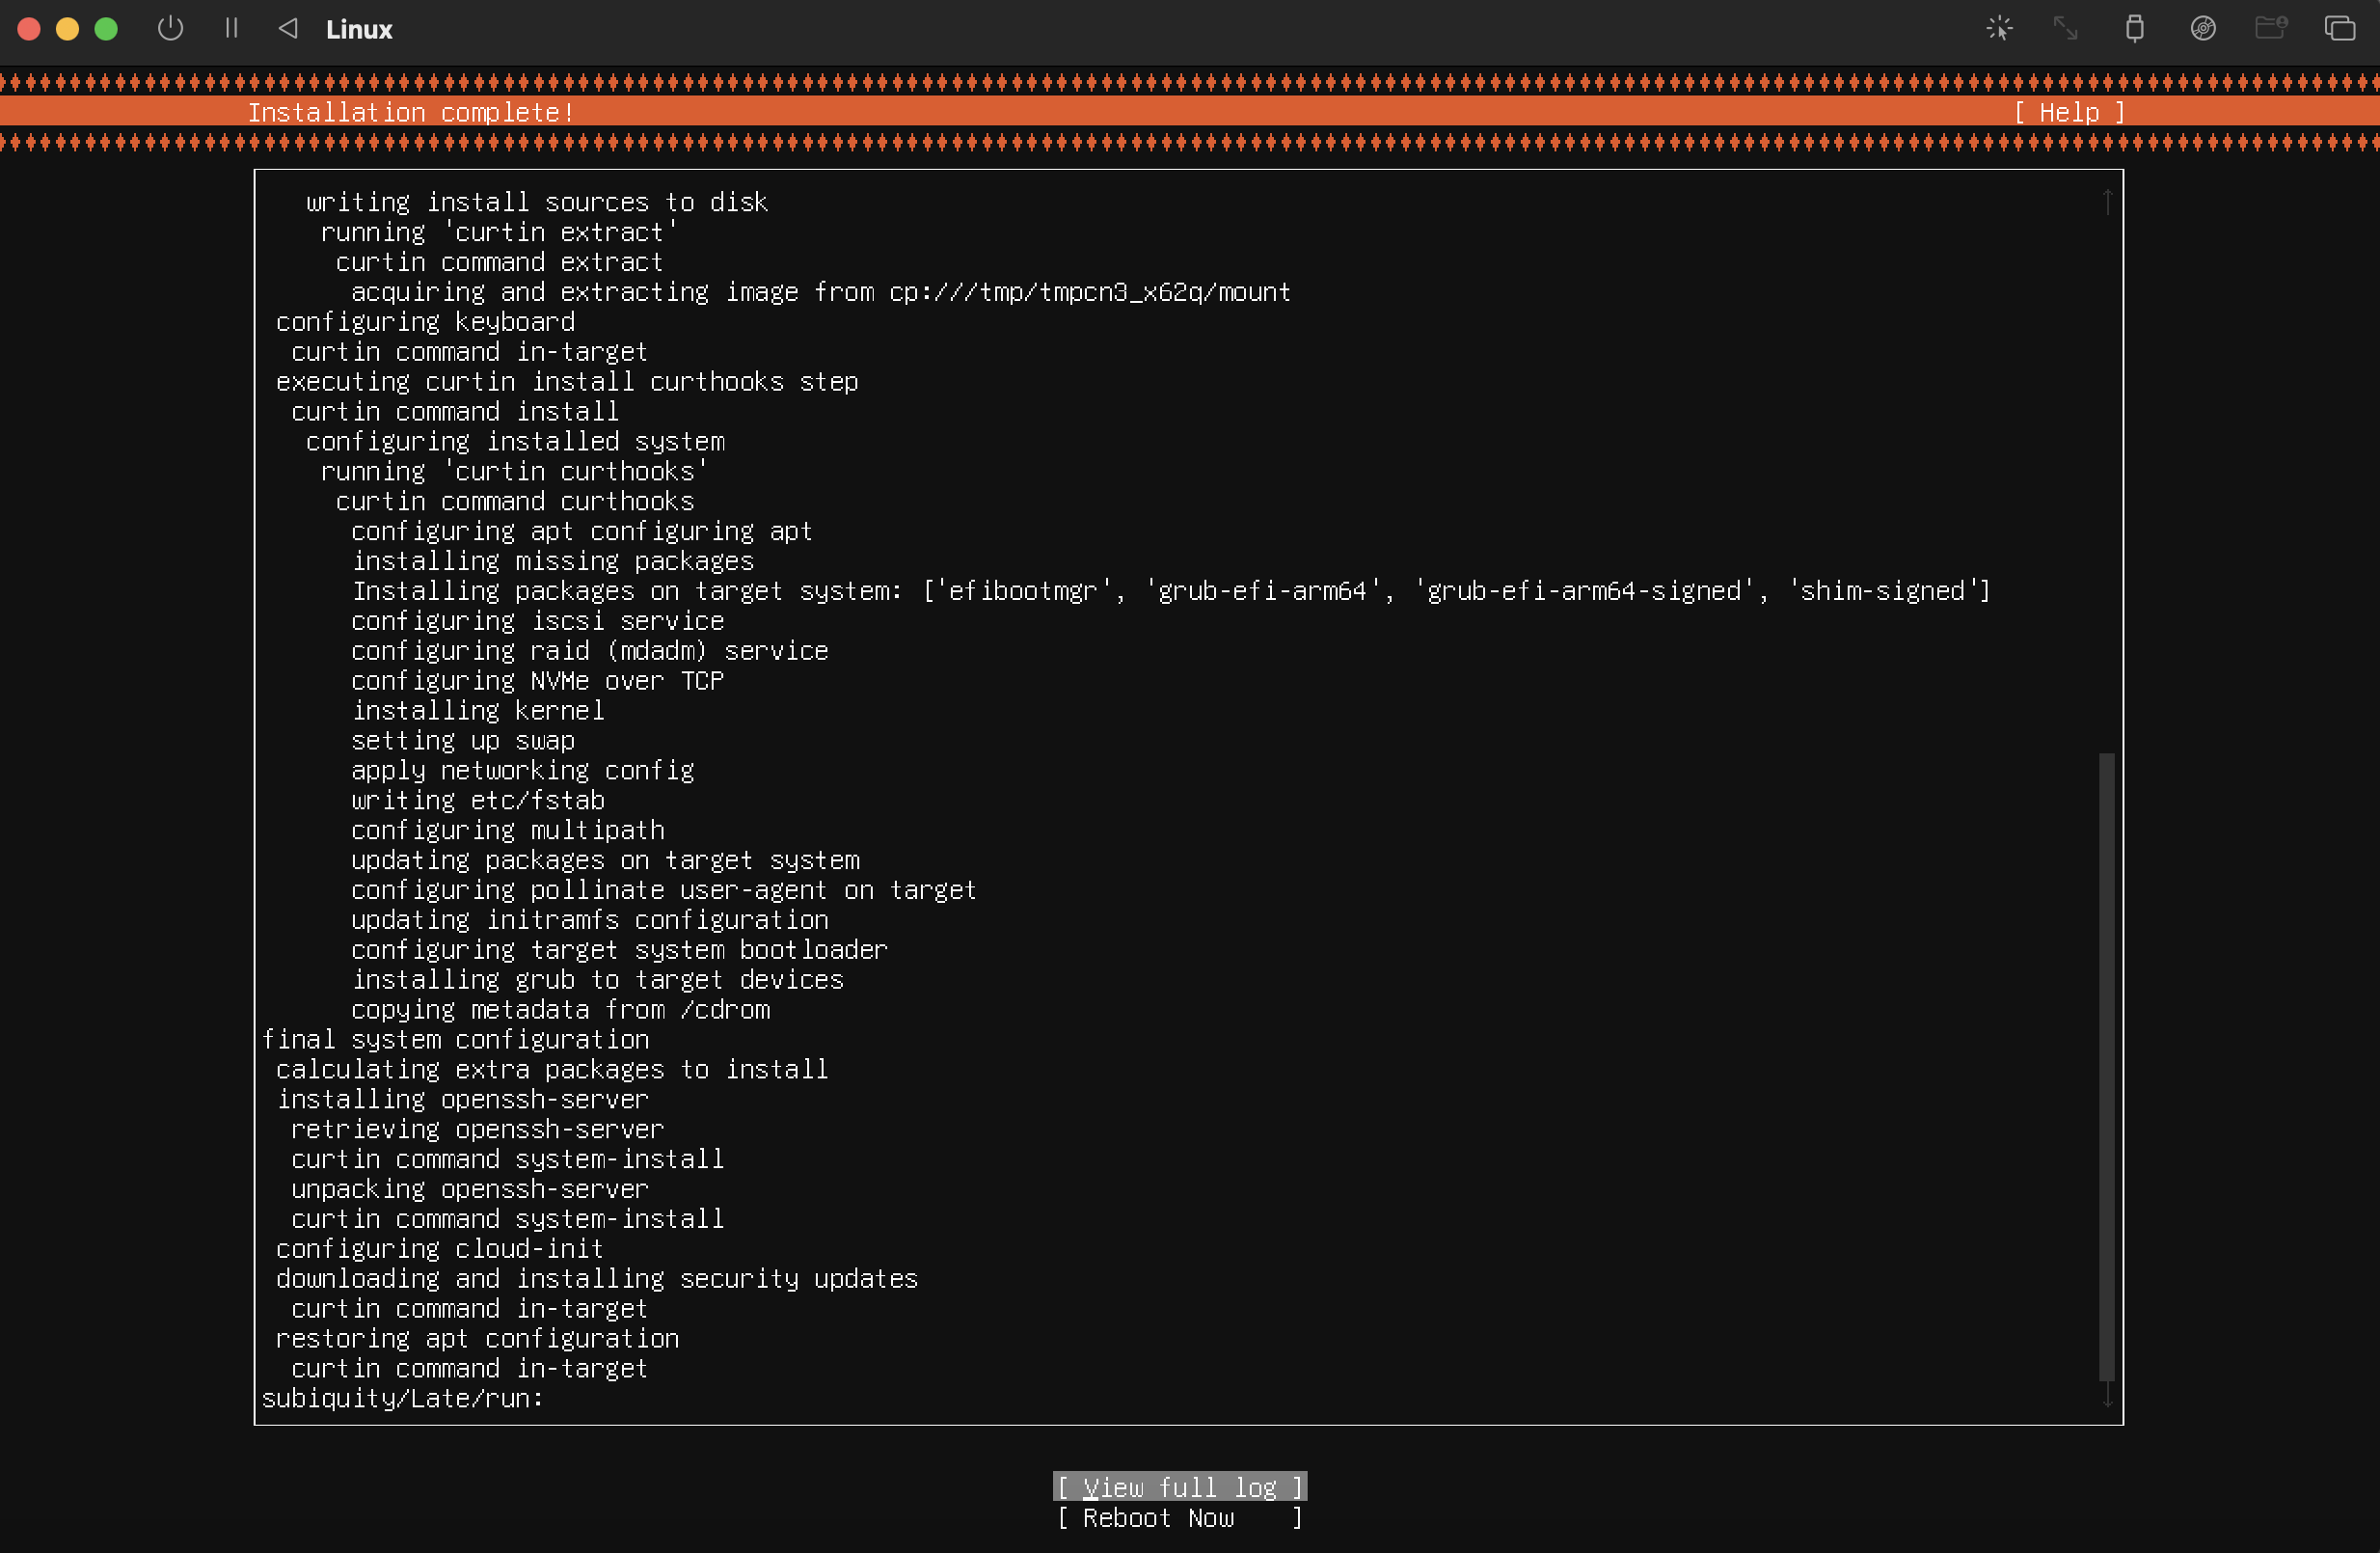 Linux
Installation complete!
[ Help ]
writing install sources to disk
running 'curtin extract'
curtin command extract
acquiring and extracting image from cp:///tmp/tmpcn3_x62q/mount
configuring keyboard
curtin command in-target
executing curtin install curthooks step
curtin command install
configuring installed system
running 'curtin curthooks'
curtin command curthooks
configuring apt configuring apt
installing missing packages
Installing packages on target system: ['efibootmgr', 'grub-efi-arm64', 'grub-efi-arm64-signed', 'shim-signed']
configuring iscsi service
configuring raid (mdadm) service
configuring NVMe over TCP
installing kernel
setting up swap
apply networking config
writing etc/fstab
configuring multipath
updating packages on target system
configuring pollinate user-agent on target
updating initramfs configuration
configuring target system bootloader
installing grub to target devices
copying metadata from /cdrom
final system configuration
calculating extra packages to install
installing openssh-server
retrieving openssh-server
curtin command system-install
unpacking openssh-server
curtin command system-install
configuring cloud-init
downloading and installing security updates
curtin command in-target
restoring apt configuration
curtin command in-target
subiquity/Late/run:
[ View full log ]
[ Reboot Now ]